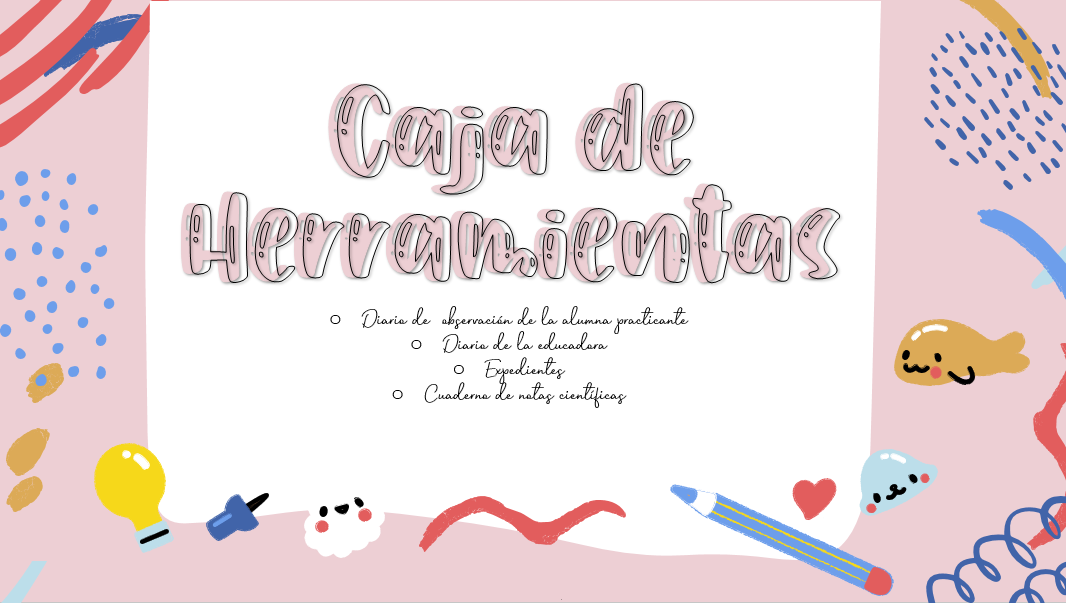 Caja de
Herramientas
○ Diario de observación de la alumna practicante
○ Diario de la educadora
○ Expedientes
○ Cuaderno de notas científicas